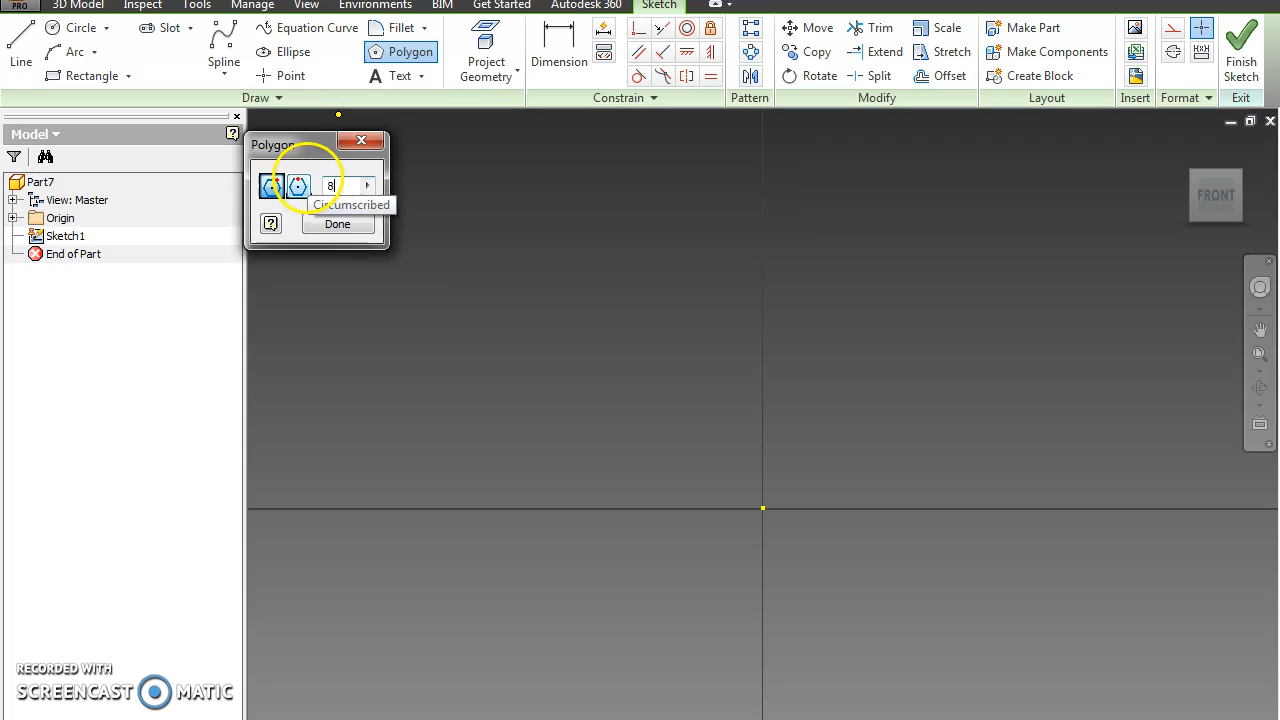 PRO 3D Model Inspect Tools Manage View Environments BIM Get Started Autodesk 360 Sketch
Circle Slot Equation Curve Fillet Move Trim Scale Make Part
Line Arc Spline Ellipse Polygon Project Geometry Dimension Copy Extend Stretch Make Components Finish Sketch
Rectangle Point Text Rotate Split Offset Create Block
Draw Constrain Pattern Modify Layout Insert Format Exit
Model
Polygon
Part7
8
View: Master
Circumscribed
FRONT
Origin
Done
Sketch1
End of Part
RECORDED WITH
SCREENCAST MATIC